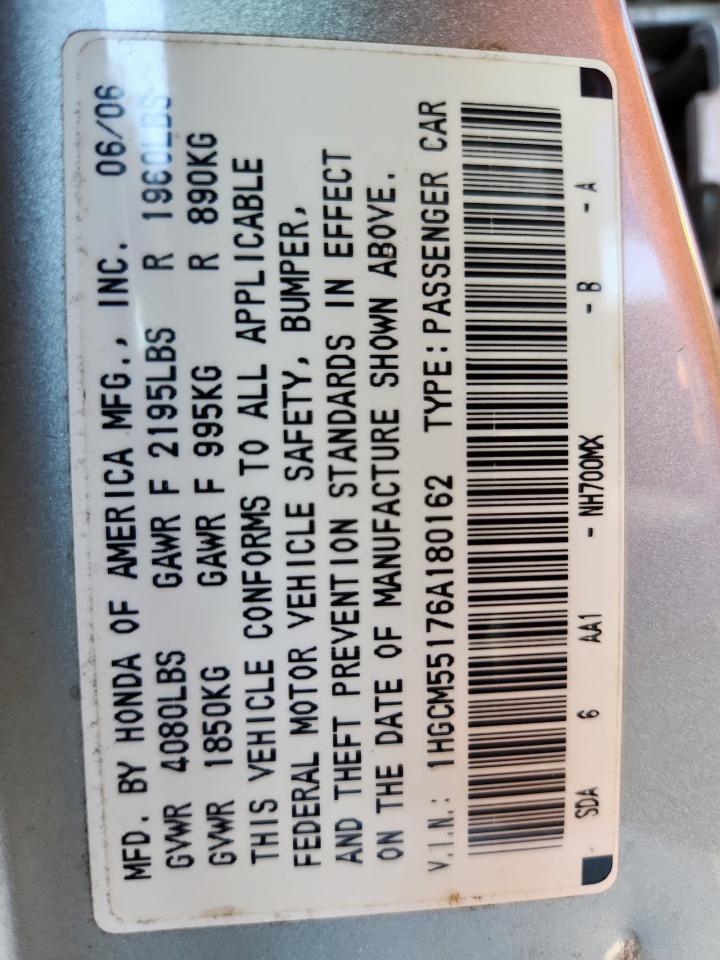 MFD. BY HONDA OF AMERICA MFG., INC. 06/06
GVWR 4080LBS GAWR F 2195LBS R 1960LBS
GVWR 1850KG GAWR F 995KG R 890KG
THIS VEHICLE CONFORMS TO ALL APPLICABLE
FEDERAL MOTOR VEHICLE SAFETY, BUMPER,
AND THEFT PREVENTION STANDARDS IN EFFECT
ON THE DATE OF MANUFACTURE SHOWN ABOVE.
V.I.N.: 1HGCM55176A180162 TYPE:PASSENGER CAR
SDA 6 AA1 - NH700MX - B - A